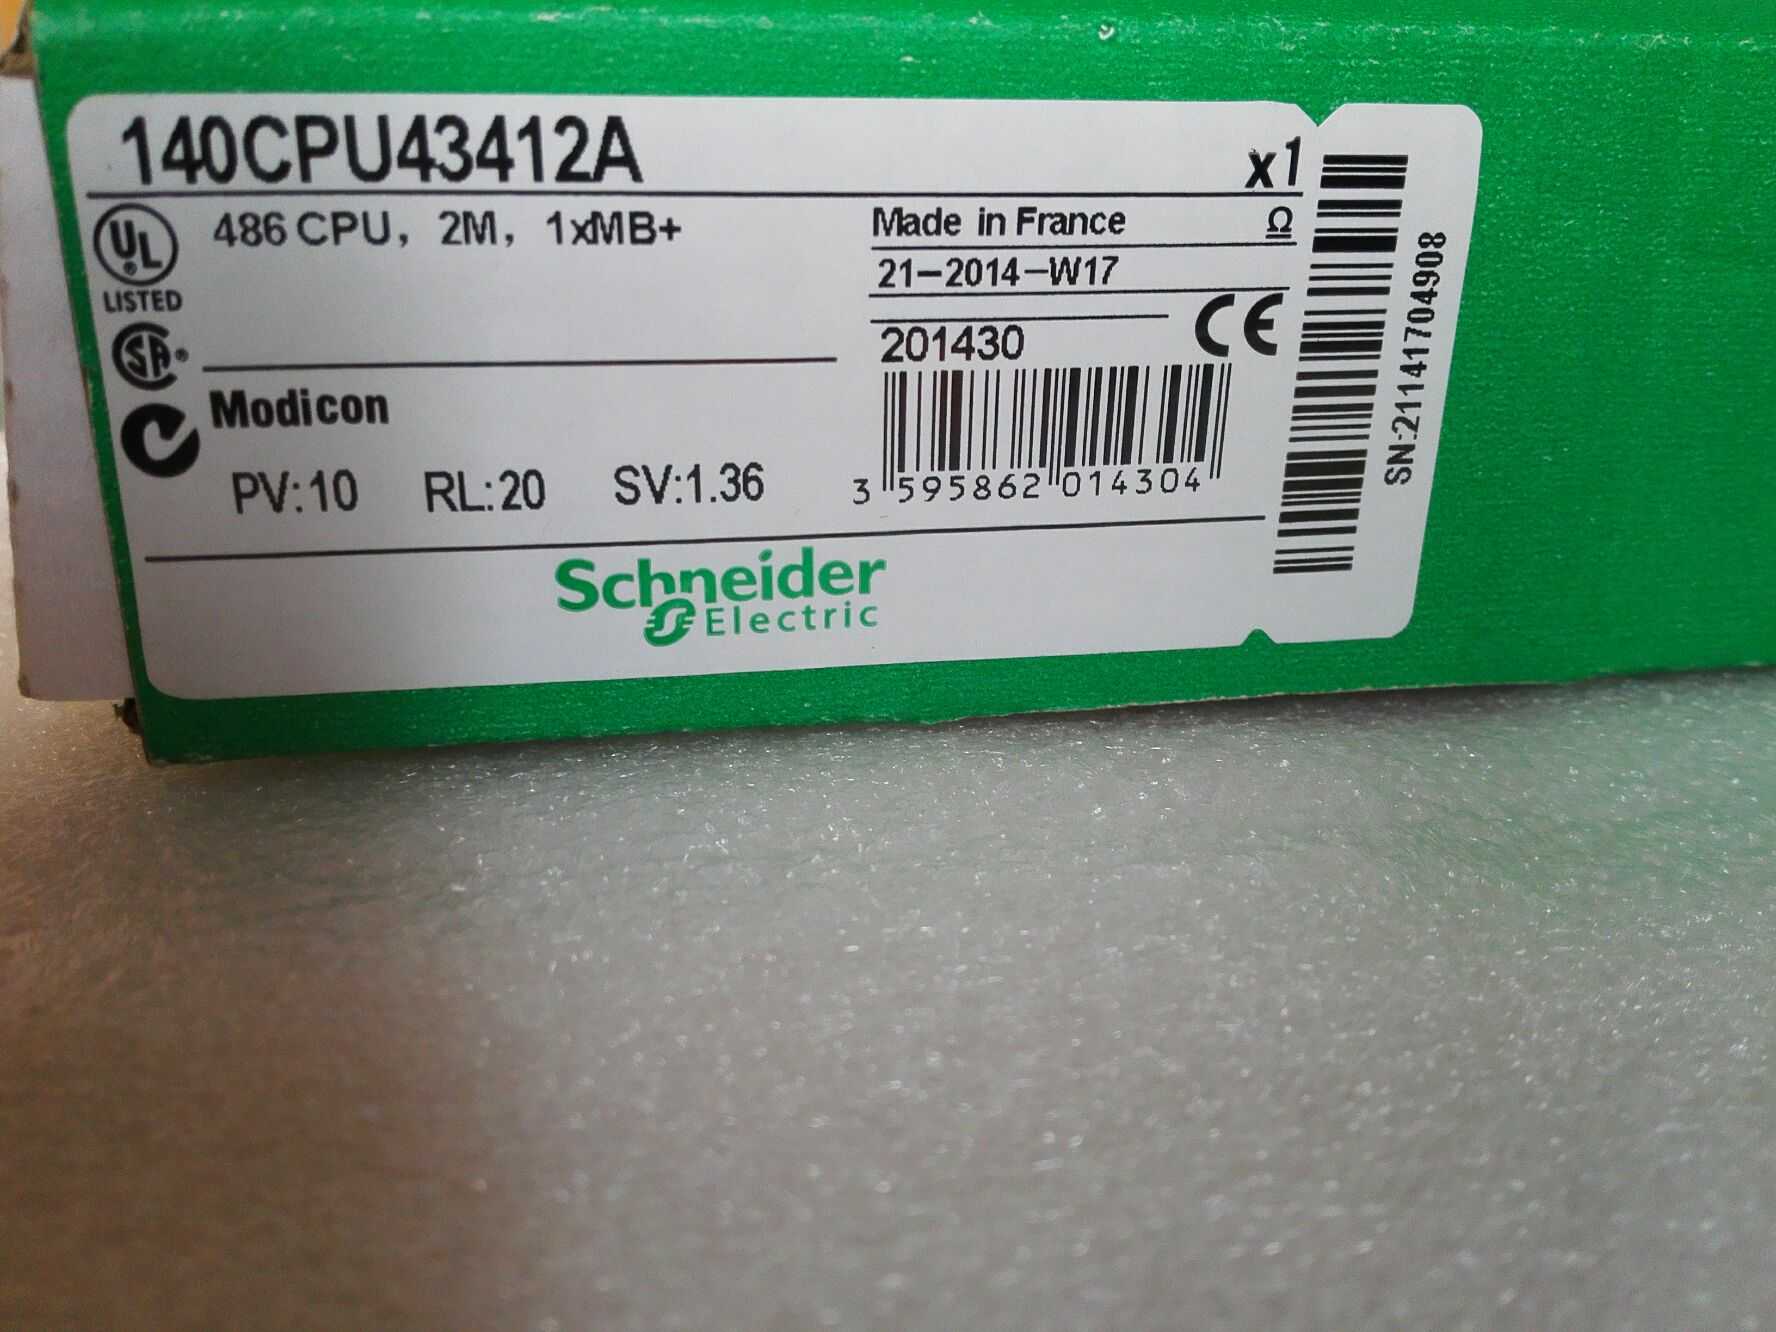 140CPU43412A
x1
UL
LISTED
486 CPU, 2M, 1xMB+
Made in France
Ω
21-2014-W17
SA
201430
CE
Modicon
PV:10 RL:20 SV:1.36
3 595862 014304
SN:21141704908
Schneider
Electric